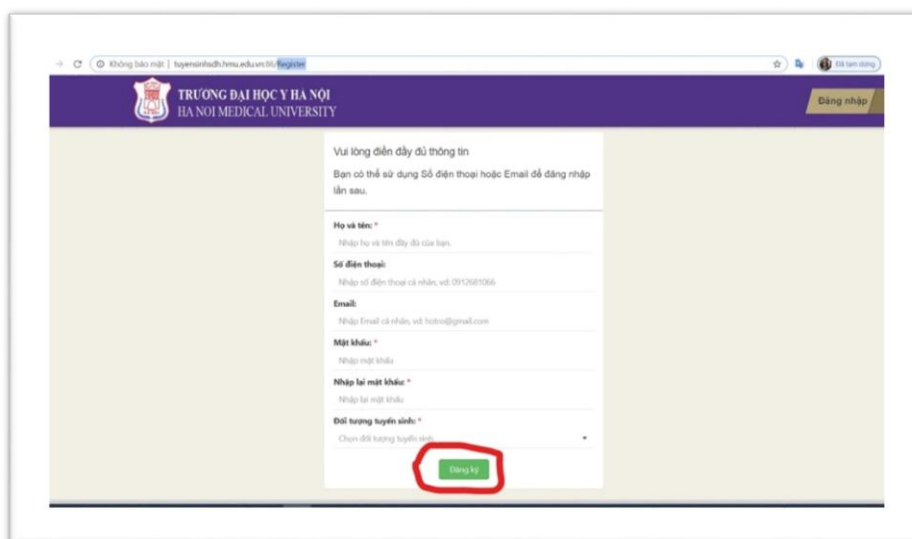 Không bảo mật | tuyensinhsdh.hmu.edu.vn:86/Register
Đã tạm dừng
TRƯỜNG ĐẠI HỌC Y HÀ NỘI
HA NOI MEDICAL UNIVERSITY
Đăng nhập
Vui lòng điền đầy đủ thông tin
Bạn có thể sử dụng Số điện thoại hoặc Email để đăng nhập
lần sau.
Họ và tên: *
Nhập họ và tên đầy đủ của bạn.
Số điện thoại:
Nhập số điện thoại cá nhân, vd: 0912681066
Email:
Nhập Email cá nhân, vd: hotro@gmail.com
Mật khẩu: *
Nhập mật khẩu
Nhập lại mật khẩu: *
Nhập lại mật khẩu
Đối tượng tuyển sinh: *
Chọn đối tượng tuyển sinh
Đăng ký